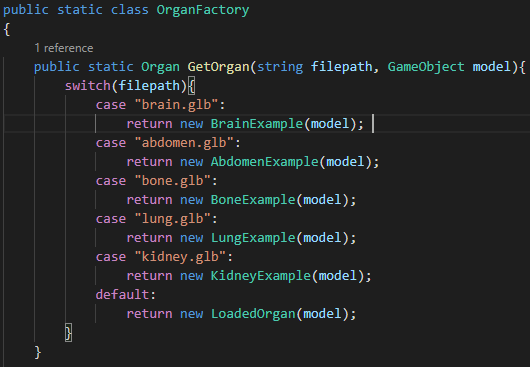 public static class OrganFactory
{
1 reference
public static Organ GetOrgan(string filepath, GameObject model){
switch(filepath){
case "brain.glb":
return new BrainExample(model);
case "abdomen.glb":
return new AbdomenExample(model);
case "bone.glb":
return new BoneExample(model);
case "lung.glb":
return new LungExample(model);
case "kidney.glb":
return new KidneyExample(model);
default:
return new LoadedOrgan(model);
}
}